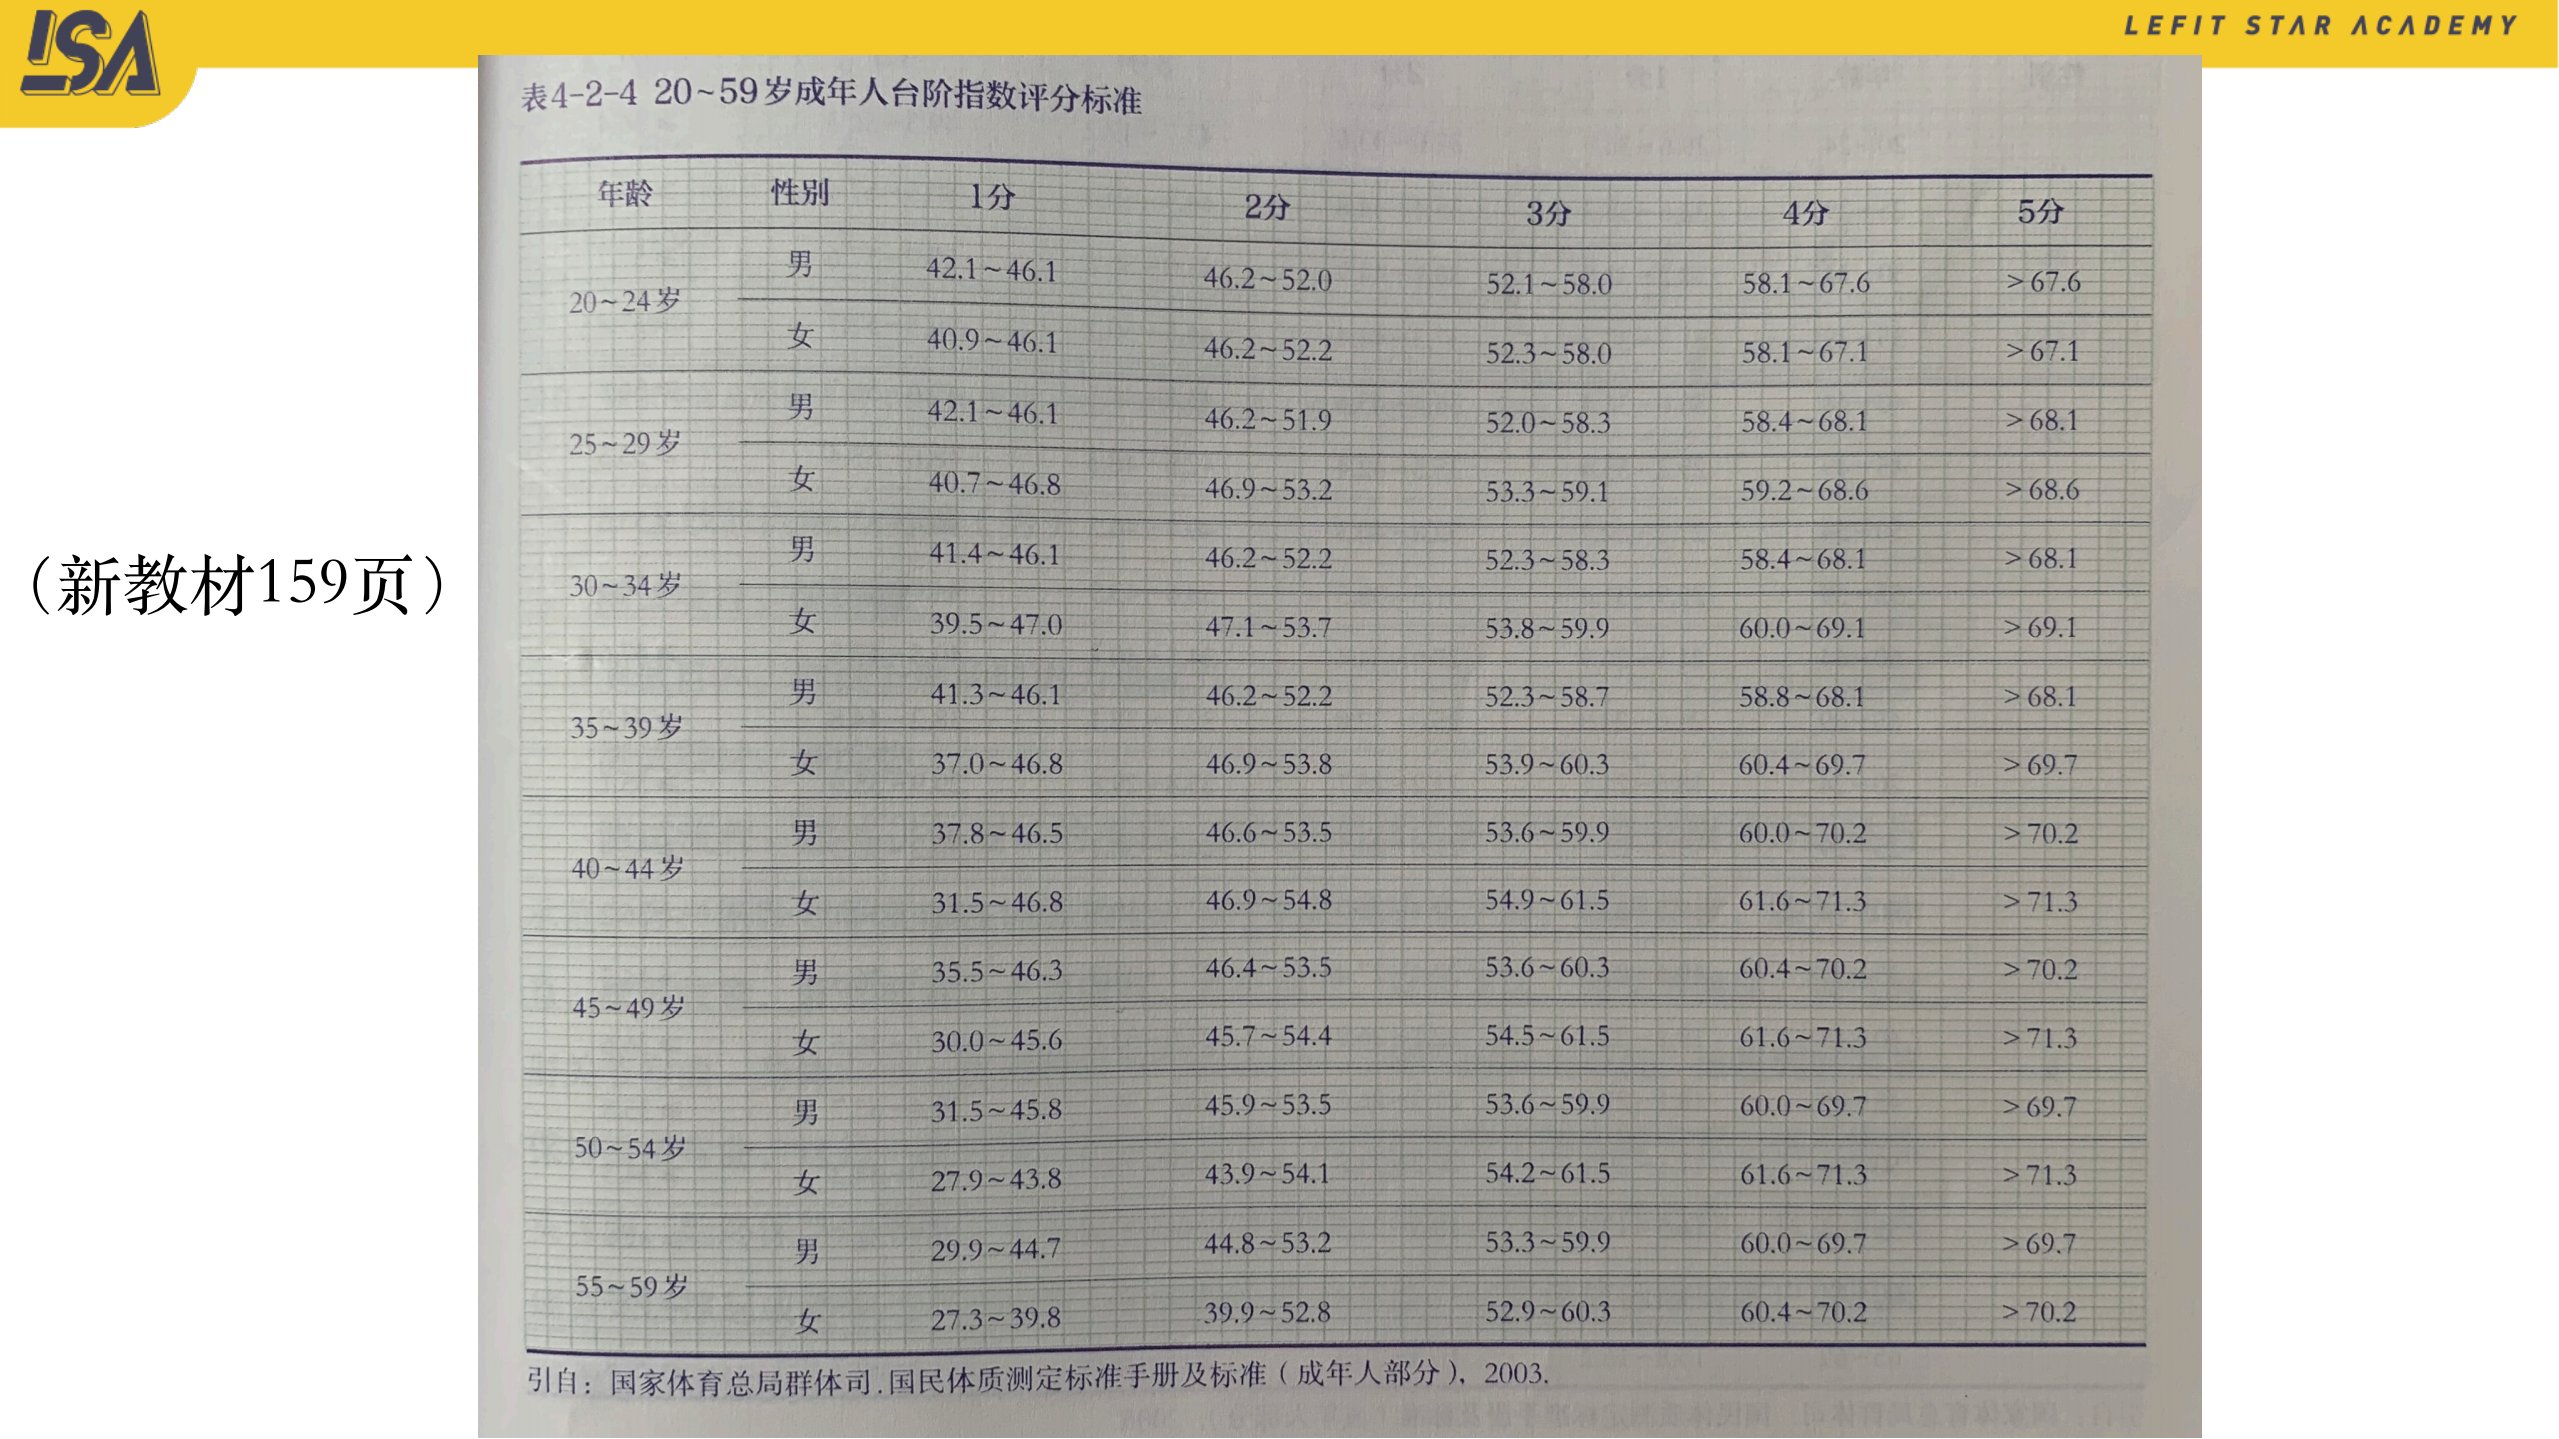 LSA
LEFIT STAR ACADEMY
表4-2-4 20~59岁成年人台阶指数评分标准
年龄 性别 1分 2分 3分 4分 5分
20~24岁 男 42.1~46.1 46.2~52.0 52.1~58.0 58.1~67.6 >67.6
女 40.9~46.1 46.2~52.2 52.3~58.0 58.1~67.1 >67.1
25~29岁 男 42.1~46.1 46.2~51.9 52.0~58.3 58.4~68.1 >68.1
女 40.7~46.8 46.9~53.2 53.3~59.1 59.2~68.6 >68.6
30~34岁 男 41.4~46.1 46.2~52.2 52.3~58.3 58.4~68.1 >68.1
女 39.5~47.0 47.1~53.7 53.8~59.9 60.0~69.1 >69.1
35~39岁 男 41.3~46.1 46.2~52.2 52.3~58.7 58.8~68.1 >68.1
女 37.0~46.8 46.9~53.8 53.9~60.3 60.4~69.7 >69.7
40~44岁 男 37.8~46.5 46.6~53.5 53.6~59.9 60.0~70.2 >70.2
女 31.5~46.8 46.9~54.8 54.9~61.5 61.6~71.3 >71.3
45~49岁 男 35.5~46.3 46.4~53.5 53.6~60.3 60.4~70.2 >70.2
女 30.0~45.6 45.7~54.4 54.5~61.5 61.6~71.3 >71.3
50~54岁 男 31.5~45.8 45.9~53.5 53.6~59.9 60.0~69.7 >69.7
女 27.9~43.8 43.9~54.1 54.2~61.5 61.6~71.3 >71.3
55~59岁 男 29.9~44.7 44.8~53.2 53.3~59.9 60.0~69.7 >69.7
女 27.3~39.8 39.9~52.8 52.9~60.3 60.4~70.2 >70.2
引自：国家体育总局群体司.国民体质测定标准手册及标准（成年人部分），2003.
（新教材159页）